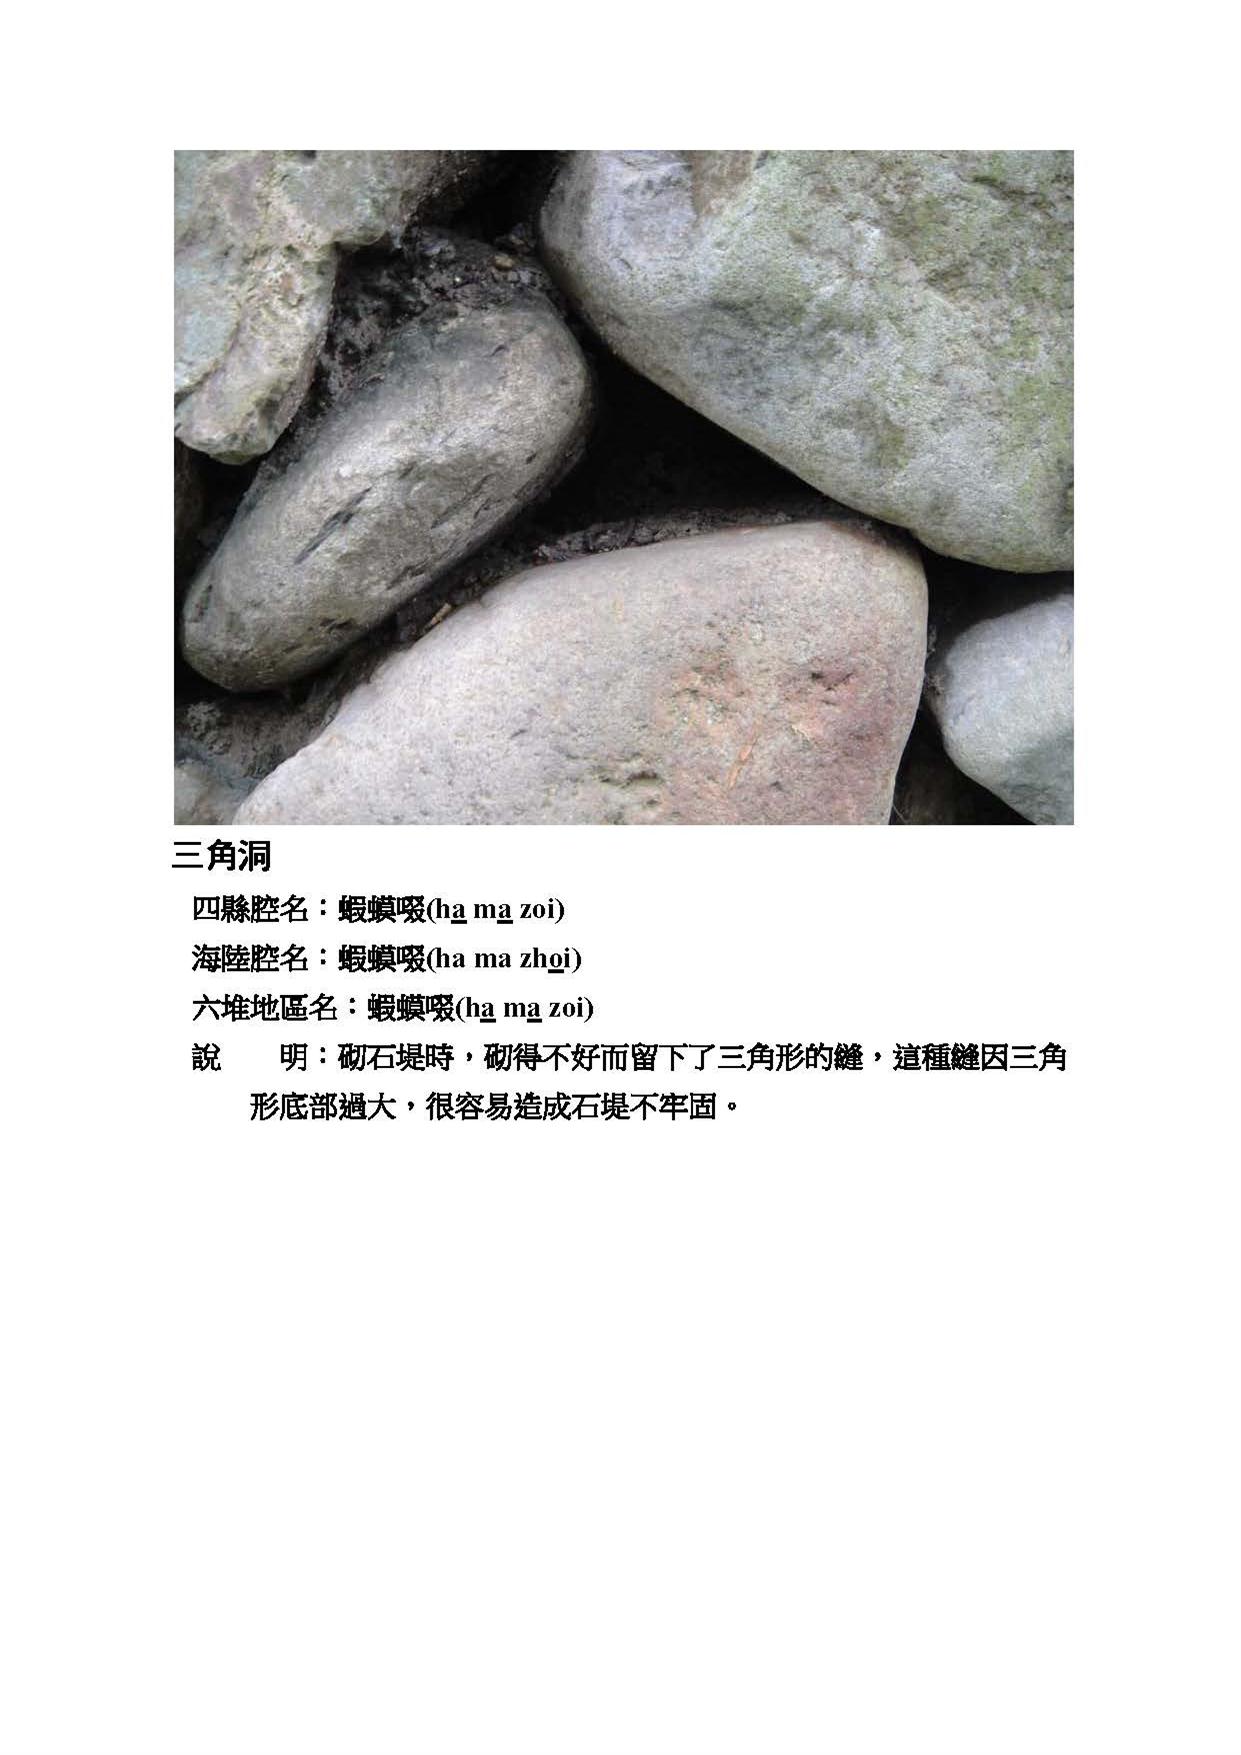 三角洞
四縣腔名：蝦蟆啜(ha ma zoi)
海陸腔名：蝦蟆啜(ha ma zhoi)
六堆地區名：蝦蟆啜(ha ma zoi)
說　　明：砌石堤時，砌得不好而留下了三角形的縫，這種縫因三角
形底部過大，很容易造成石堤不牢固。